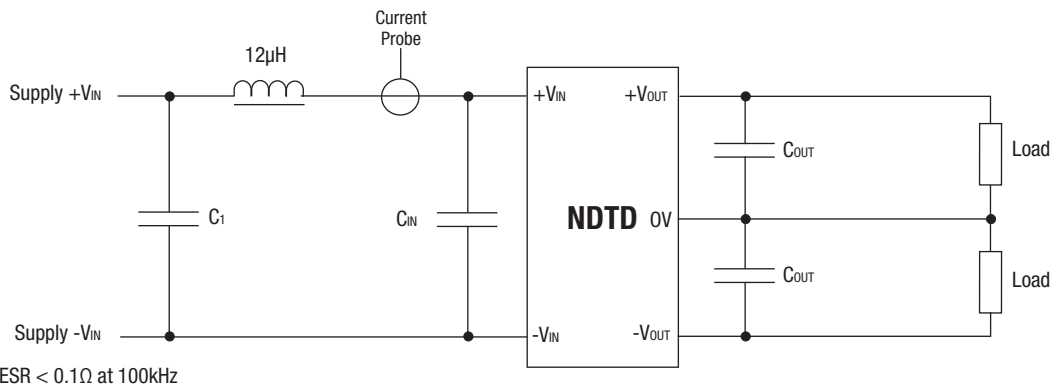 Current
Probe
12µH
Supply +VIN
+VIN
+VOUT
COUT
Load
C1
CIN
NDTD
0V
COUT
Load
Supply -VIN
-VIN
-VOUT
ESR < 0.1Ω at 100kHz